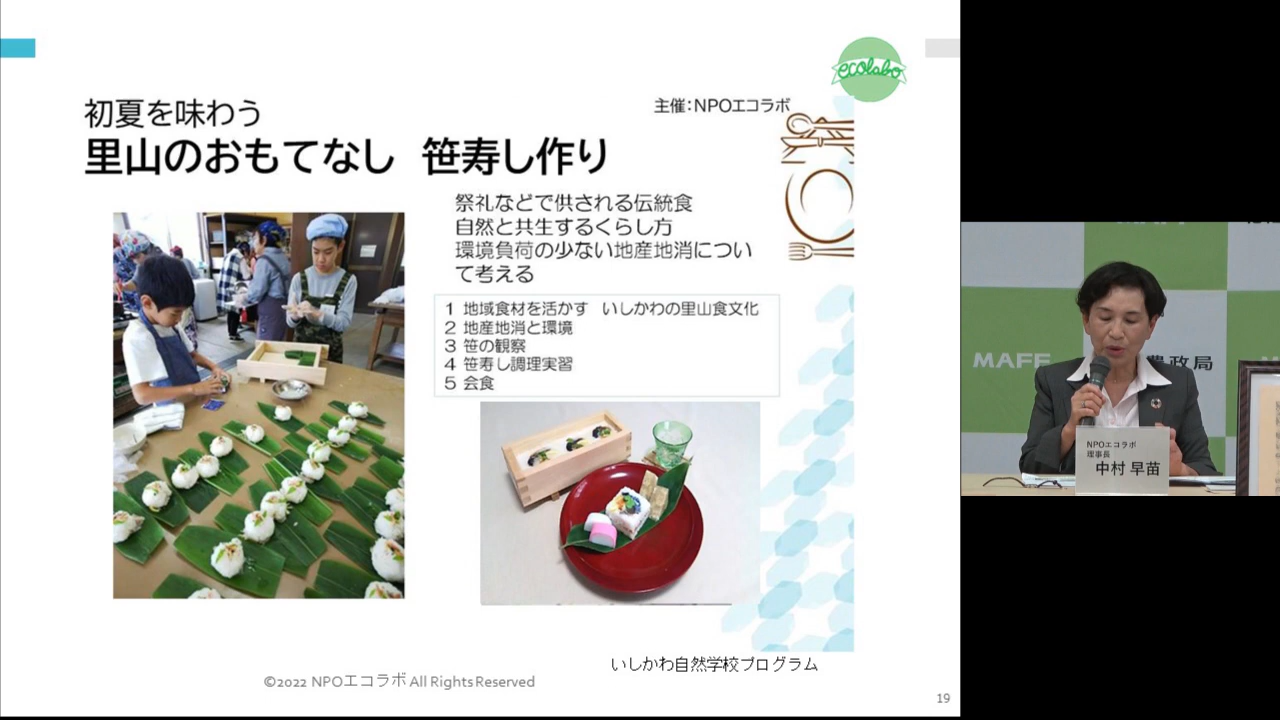 ecolabo
主催：NPOエコラボ
初夏を味わう
里山のおもてなし　笹寿し作り
祭礼などで供される伝統食
自然と共生するくらし方
環境負荷の少ない地産地消につい
て考える
1 地域食材を活かす　いしかわの里山食文化
2 地産地消と環境
3 笹の観察
4 笹寿し調理実習
5 会食
いしかわ自然学校プログラム
©2022 NPOエコラボ All Rights Reserved
19
MAFF
農政局
NPOエコラボ
理事長
中村 早苗